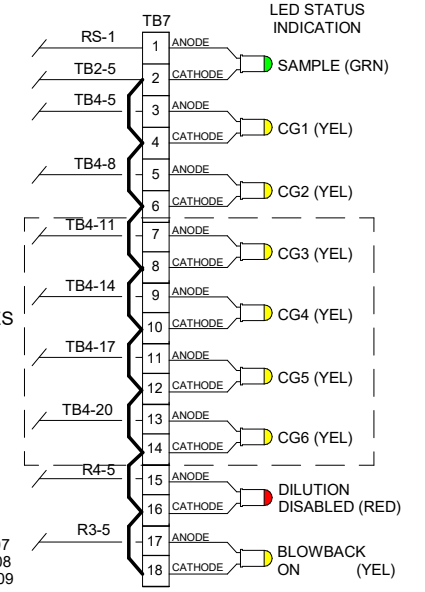 LED STATUS
INDICATION
TB7
RS-1 1 ANODE
SAMPLE (GRN)
TB2-5 2 CATHODE
TB4-5 3 ANODE
CG1 (YEL)
4 CATHODE
TB4-8 5 ANODE
CG2 (YEL)
6 CATHODE
TB4-11 7 ANODE
CG3 (YEL)
8 CATHODE
TB4-14 9 ANODE
CG4 (YEL)
10 CATHODE
TB4-17 11 ANODE
CG5 (YEL)
12 CATHODE
TB4-20 13 ANODE
CG6 (YEL)
14 CATHODE
R4-5 15 ANODE
DILUTION
DISABLED (RED)
16 CATHODE
R3-5 17 ANODE
BLOWBACK
ON (YEL)
18 CATHODE
ES
07
08
09